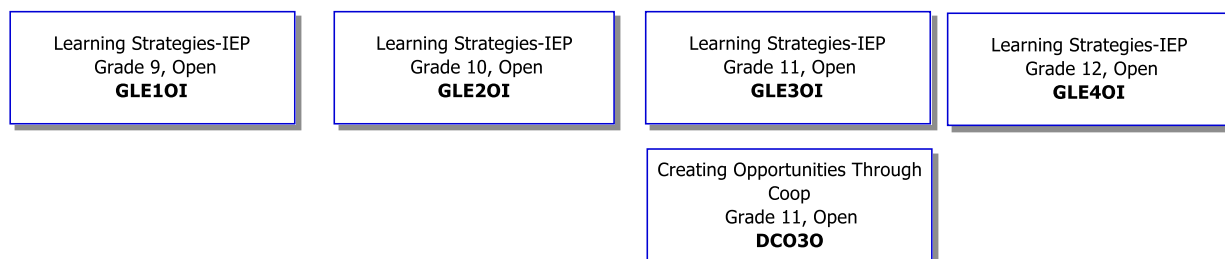 Learning Strategies-IEP
Grade 9, Open
GLE1OI
Learning Strategies-IEP
Grade 10, Open
GLE2OI
Learning Strategies-IEP
Grade 11, Open
GLE3OI
Learning Strategies-IEP
Grade 12, Open
GLE4OI
Creating Opportunities Through
Coop
Grade 11, Open
DCO3O